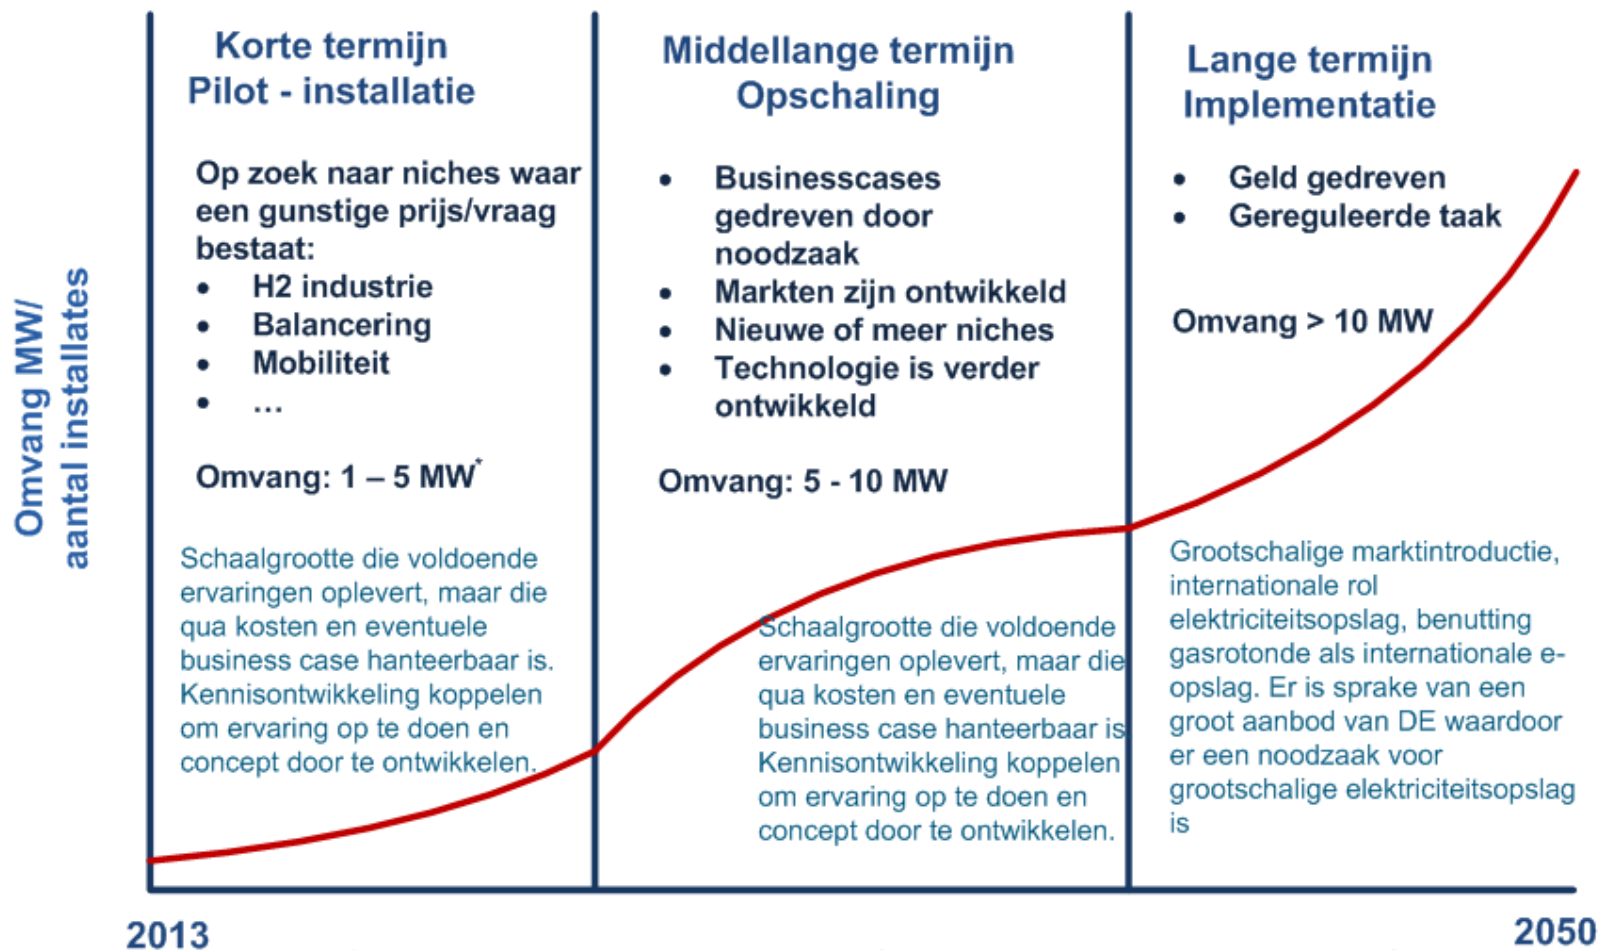 Omvang MW/
aantal installates
Korte termijn
Pilot - installatie
Op zoek naar niches waar
een gunstige prijs/vraag
bestaat:
• H2 industrie
• Balancering
• Mobiliteit
• …
Omvang: 1 – 5 MW*
Schaalgrootte die voldoende
ervaringen oplevert, maar die
qua kosten en eventuele
business case hanteerbaar is.
Kennisontwikkeling koppelen
om ervaring op te doen en
concept door te ontwikkelen.
Middellange termijn
Opschaling
• Businesscases
gedreven door
noodzaak
• Markten zijn ontwikkeld
• Nieuwe of meer niches
• Technologie is verder
ontwikkeld
Omvang: 5 - 10 MW
Schaalgrootte die voldoende
ervaringen oplevert, maar die
qua kosten en eventuele
business case hanteerbaar is
Kennisontwikkeling koppelen
om ervaring op te doen en
concept door te ontwikkelen.
Lange termijn
Implementatie
• Geld gedreven
• Gereguleerde taak
Omvang > 10 MW
Grootschalige marktintroductie,
internationale rol
elektriciteitsopslag, benutting
gasrotonde als internationale e-
opslag. Er is sprake van een
groot aanbod van DE waardoor
er een noodzaak voor
grootschalige elektriciteitsopslag
is
2013
2050